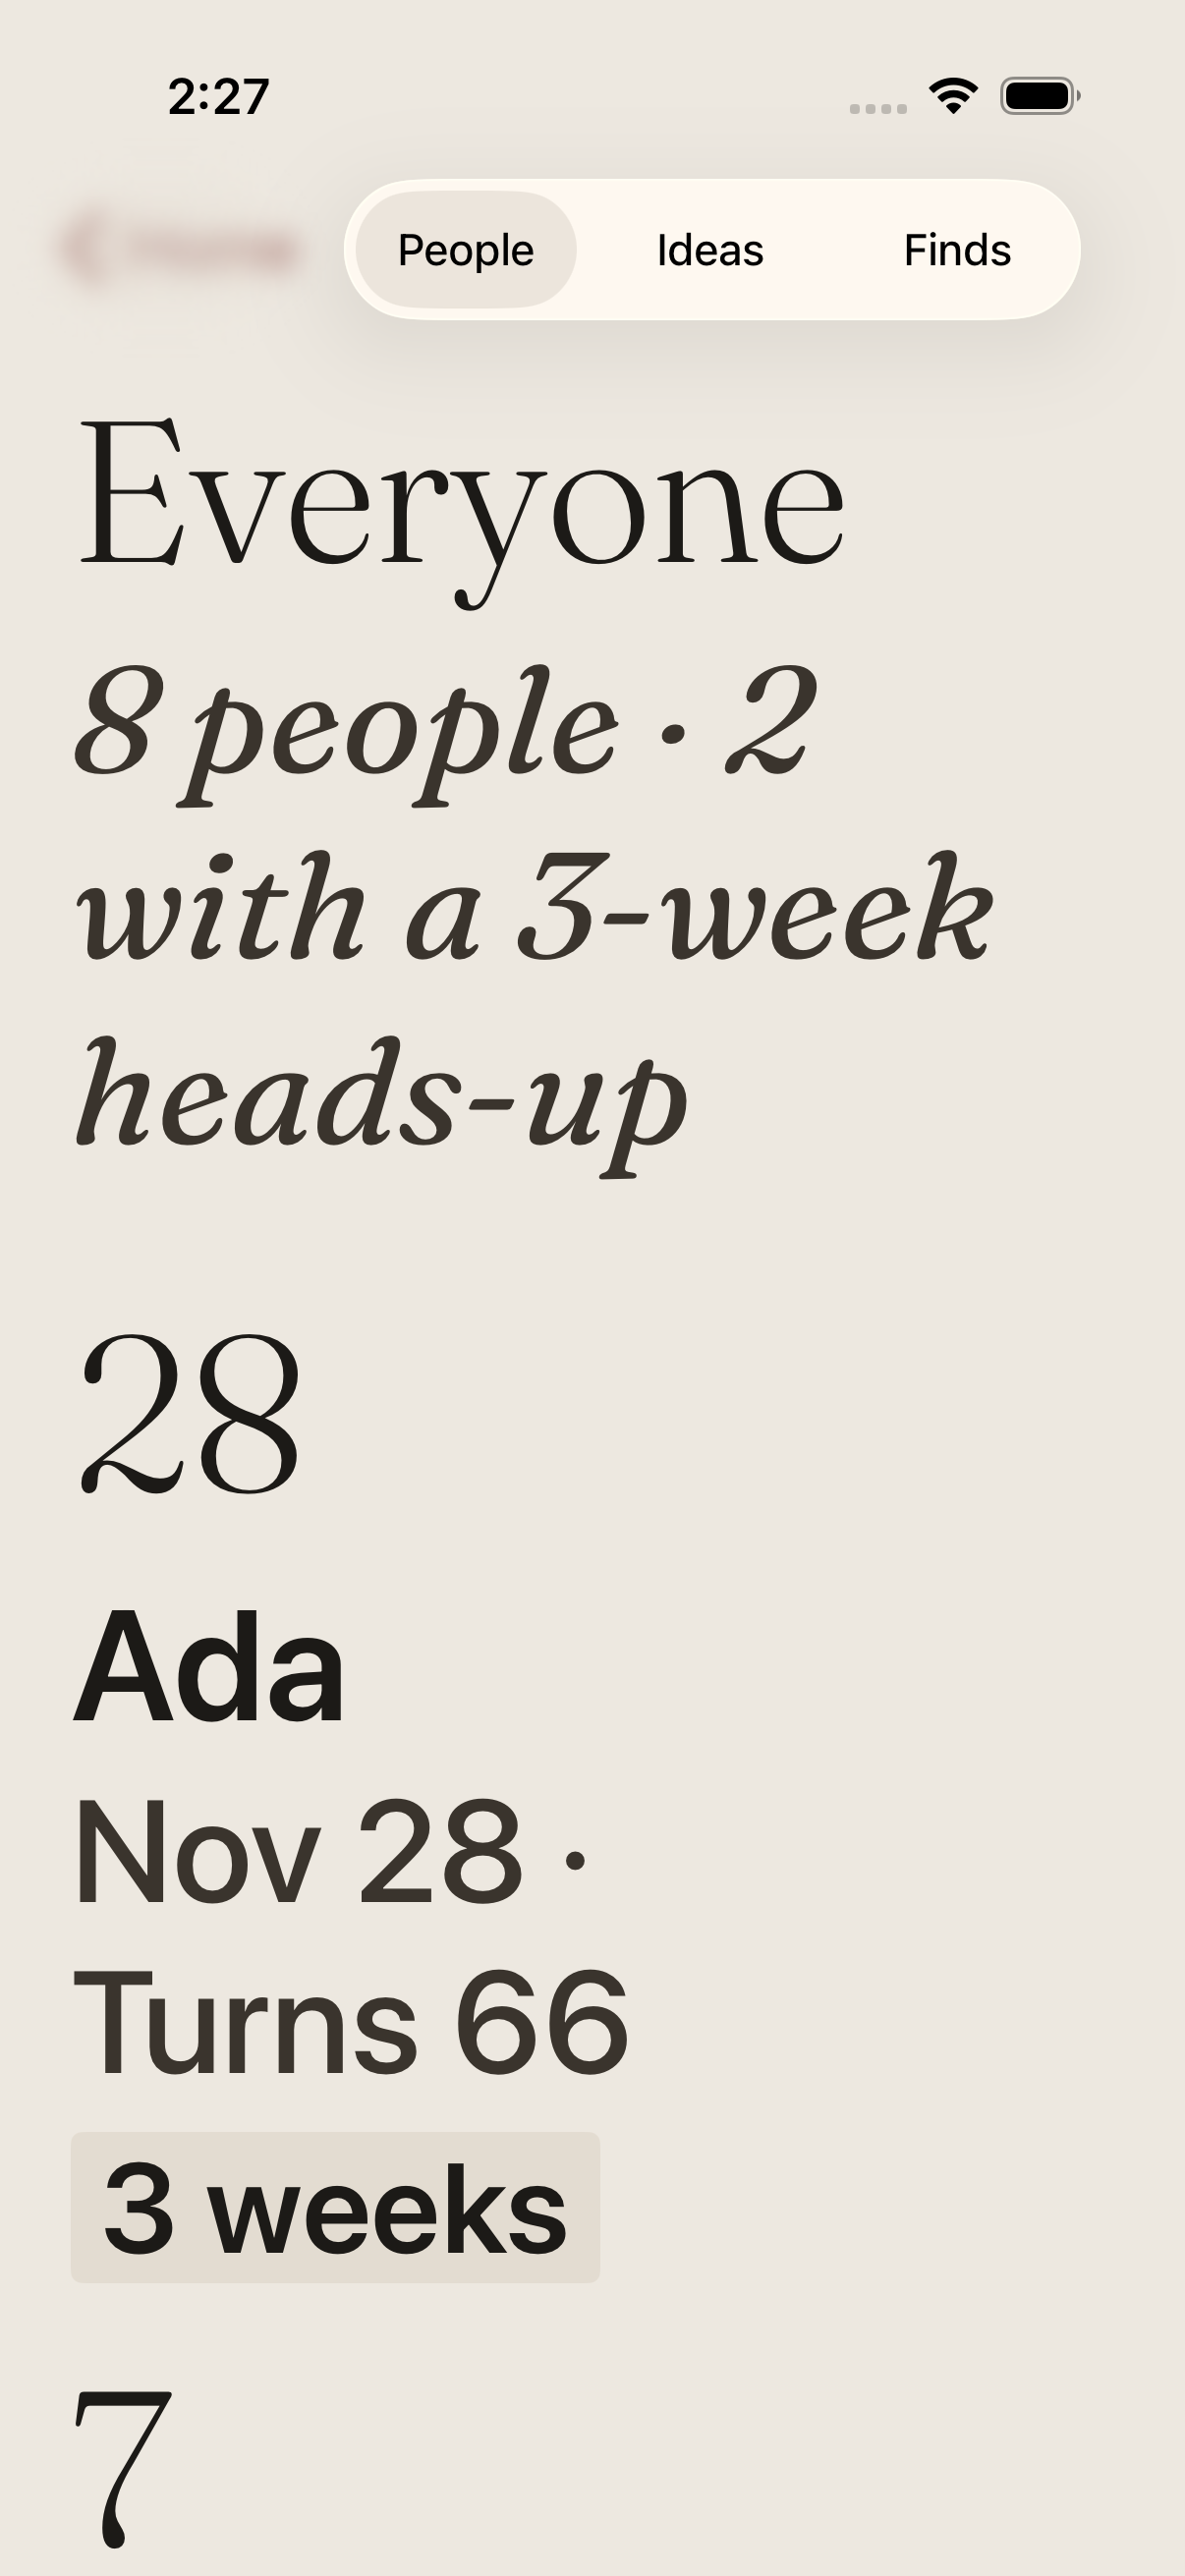 2:27
People Ideas Finds
Everyone
8 people · 2
with a 3-week
heads-up
28
Ada
Nov 28 ·
Turns 66
3 weeks
7